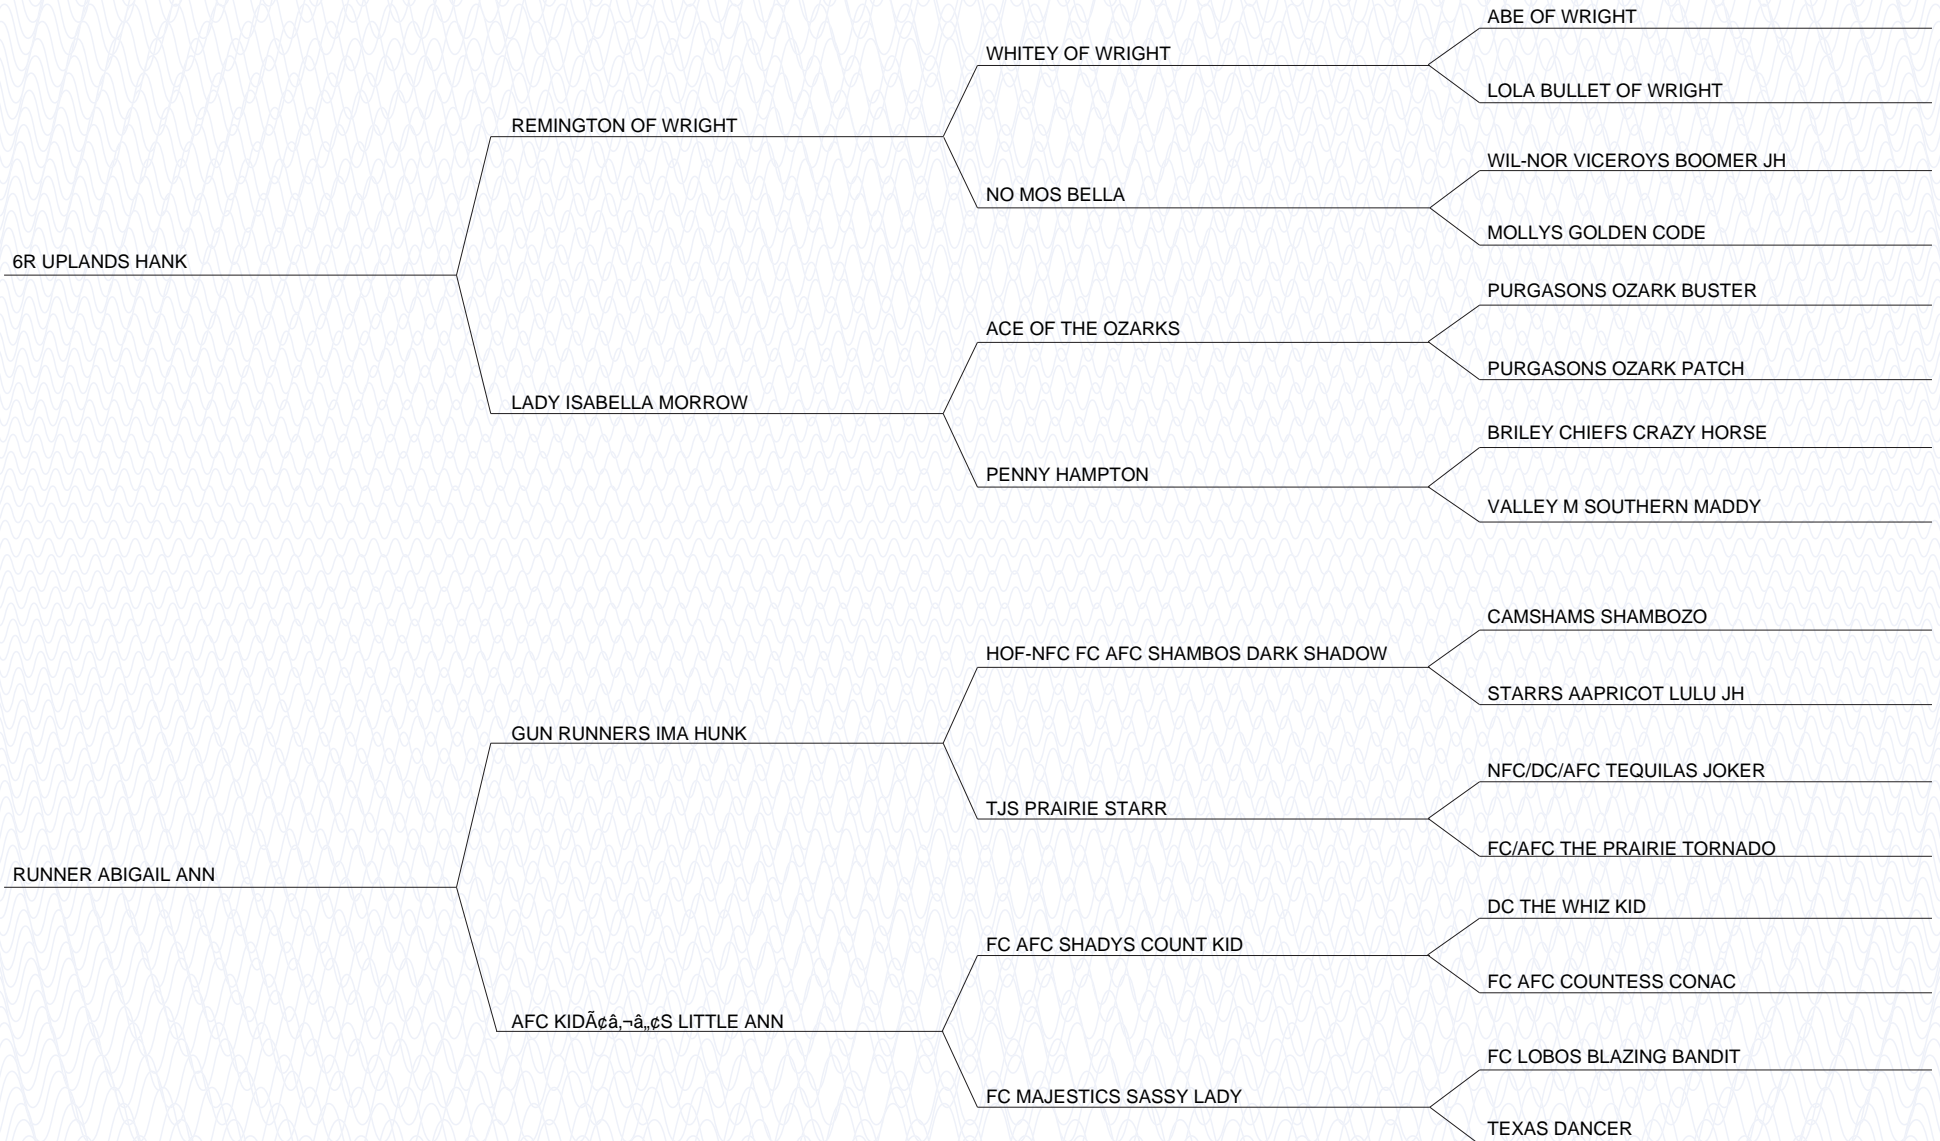 ABE OF WRIGHT
WHITEY OF WRIGHT
LOLA BULLET OF WRIGHT
REMINGTON OF WRIGHT
WIL-NOR VICEROYS BOOMER JH
NO MOS BELLA
MOLLYS GOLDEN CODE
6R UPLANDS HANK
PURGASONS OZARK BUSTER
ACE OF THE OZARKS
PURGASONS OZARK PATCH
LADY ISABELLA MORROW
BRILEY CHIEFS CRAZY HORSE
PENNY HAMPTON
VALLEY M SOUTHERN MADDY
CAMSHAMS SHAMBOZO
HOF-NFC FC AFC SHAMBOS DARK SHADOW
STARRS AAPRICOT LULU JH
GUN RUNNERS IMA HUNK
NFC/DC/AFC TEQUILAS JOKER
TJS PRAIRIE STARR
FC/AFC THE PRAIRIE TORNADO
RUNNER ABIGAIL ANN
DC THE WHIZ KID
FC AFC SHADYS COUNT KID
FC AFC COUNTESS CONAC
AFC KIDÃ¢â‚¬â„¢S LITTLE ANN
FC LOBOS BLAZING BANDIT
FC MAJESTICS SASSY LADY
TEXAS DANCER